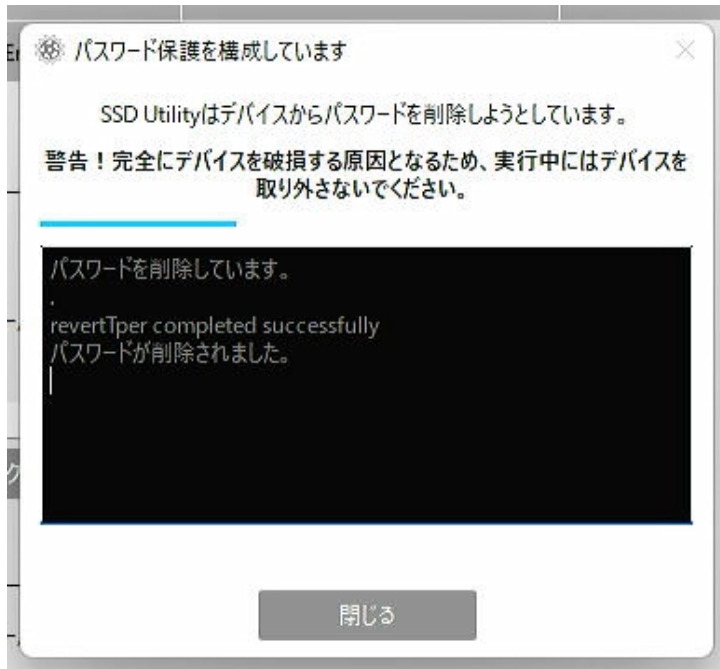 パスワード保護を構成しています
SSD Utilityはデバイスからパスワードを削除しようとしています。
警告！完全にデバイスを破損する原因となるため、実行中にはデバイスを
取り外さないでください。
パスワードを削除しています。
.
revertTper completed successfully
パスワードが削除されました。
閉じる